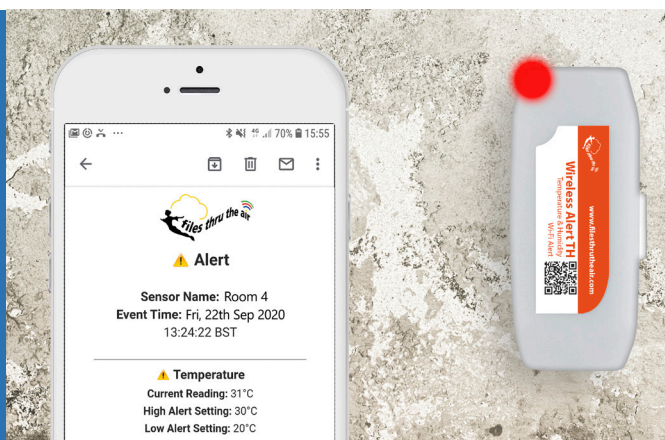 70% 15:55
files thru the air
Alert
Sensor Name: Room 4
Event Time: Fri, 22th Sep 2020
13:24:22 BST
Temperature
Current Reading: 31°C
High Alert Setting: 30°C
Low Alert Setting: 20°C
Wireless Alert TH
Temperature & Humidity
Wi-Fi Alert
www.filesthrutheair.com